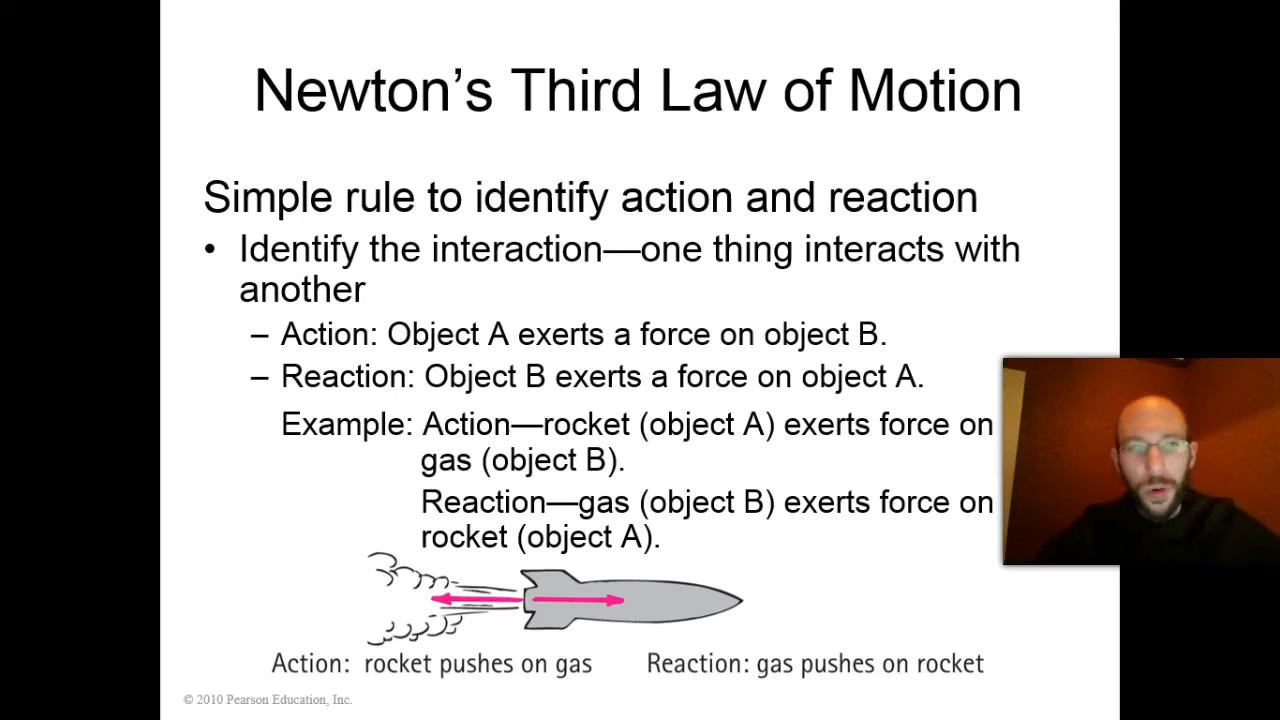 Newton’s Third Law of Motion
Simple rule to identify action and reaction
• Identify the interaction—one thing interacts with
another
– Action: Object A exerts a force on object B.
– Reaction: Object B exerts a force on object A.
Example: Action—rocket (object A) exerts force on
gas (object B).
Reaction—gas (object B) exerts force on
rocket (object A).
Action: rocket pushes on gas
Reaction: gas pushes on rocket
© 2010 Pearson Education, Inc.